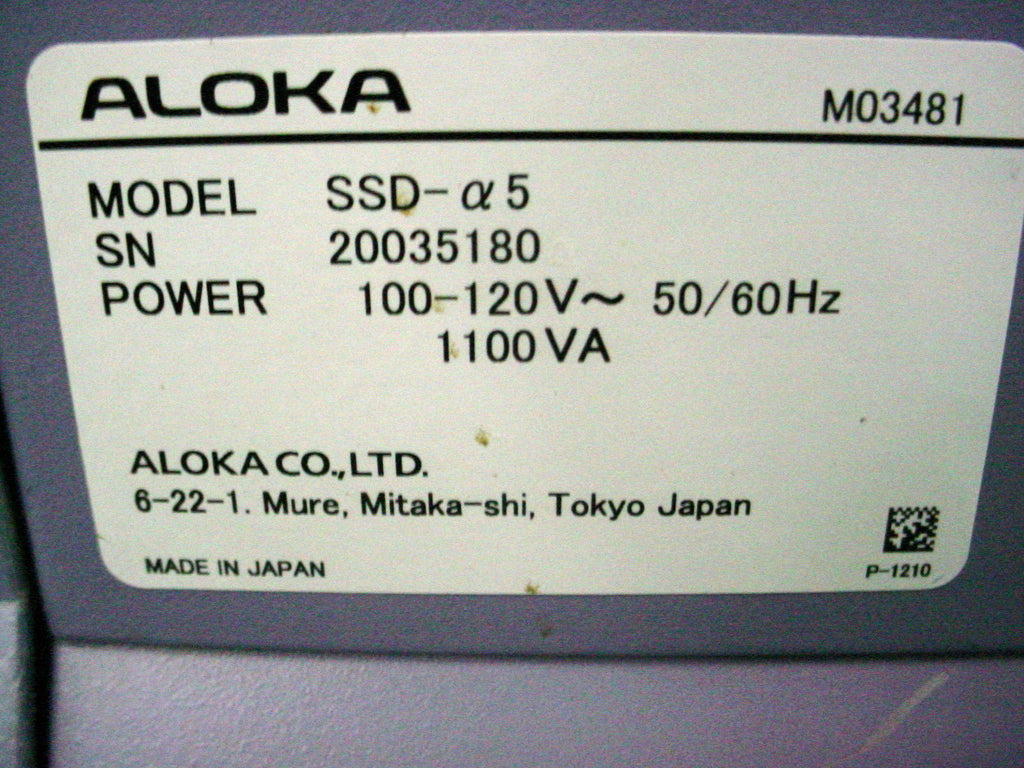 ALOKA M03481
MODEL SSD-α5
SN 20035180
POWER 100-120V~ 50/60Hz
1100VA
ALOKA CO.,LTD.
6-22-1. Mure, Mitaka-shi, Tokyo Japan
MADE IN JAPAN P-1210